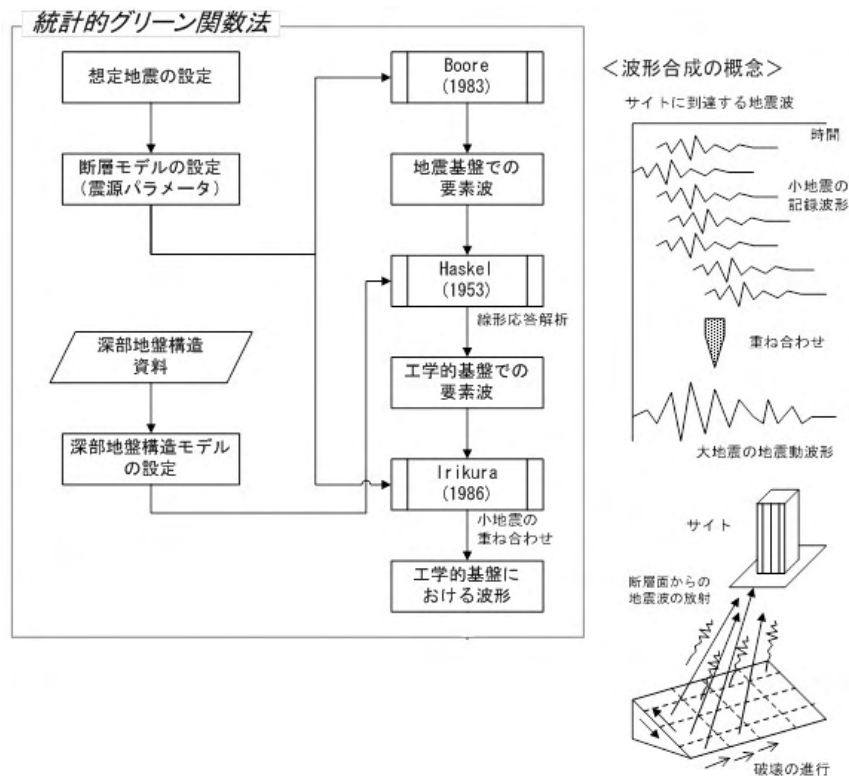 統計的グリーン関数法
想定地震の設定
断層モデルの設定
(震源パラメータ)
深部地盤構造
資料
深部地盤構造モデル
の設定
Boore
(1983)
地震基盤での
要素波
Haskel
(1953)
線形応答解析
工学的基盤での
要素波
Irikura
(1986)
小地震の
重ね合わせ
工学的基盤に
おける波形
＜波形合成の概念＞
サイトに到達する地震波
時間
小地震の
記録波形
重ね合わせ
大地震の地震動波形
サイト
断層面からの
地震波の放射
破壊の進行